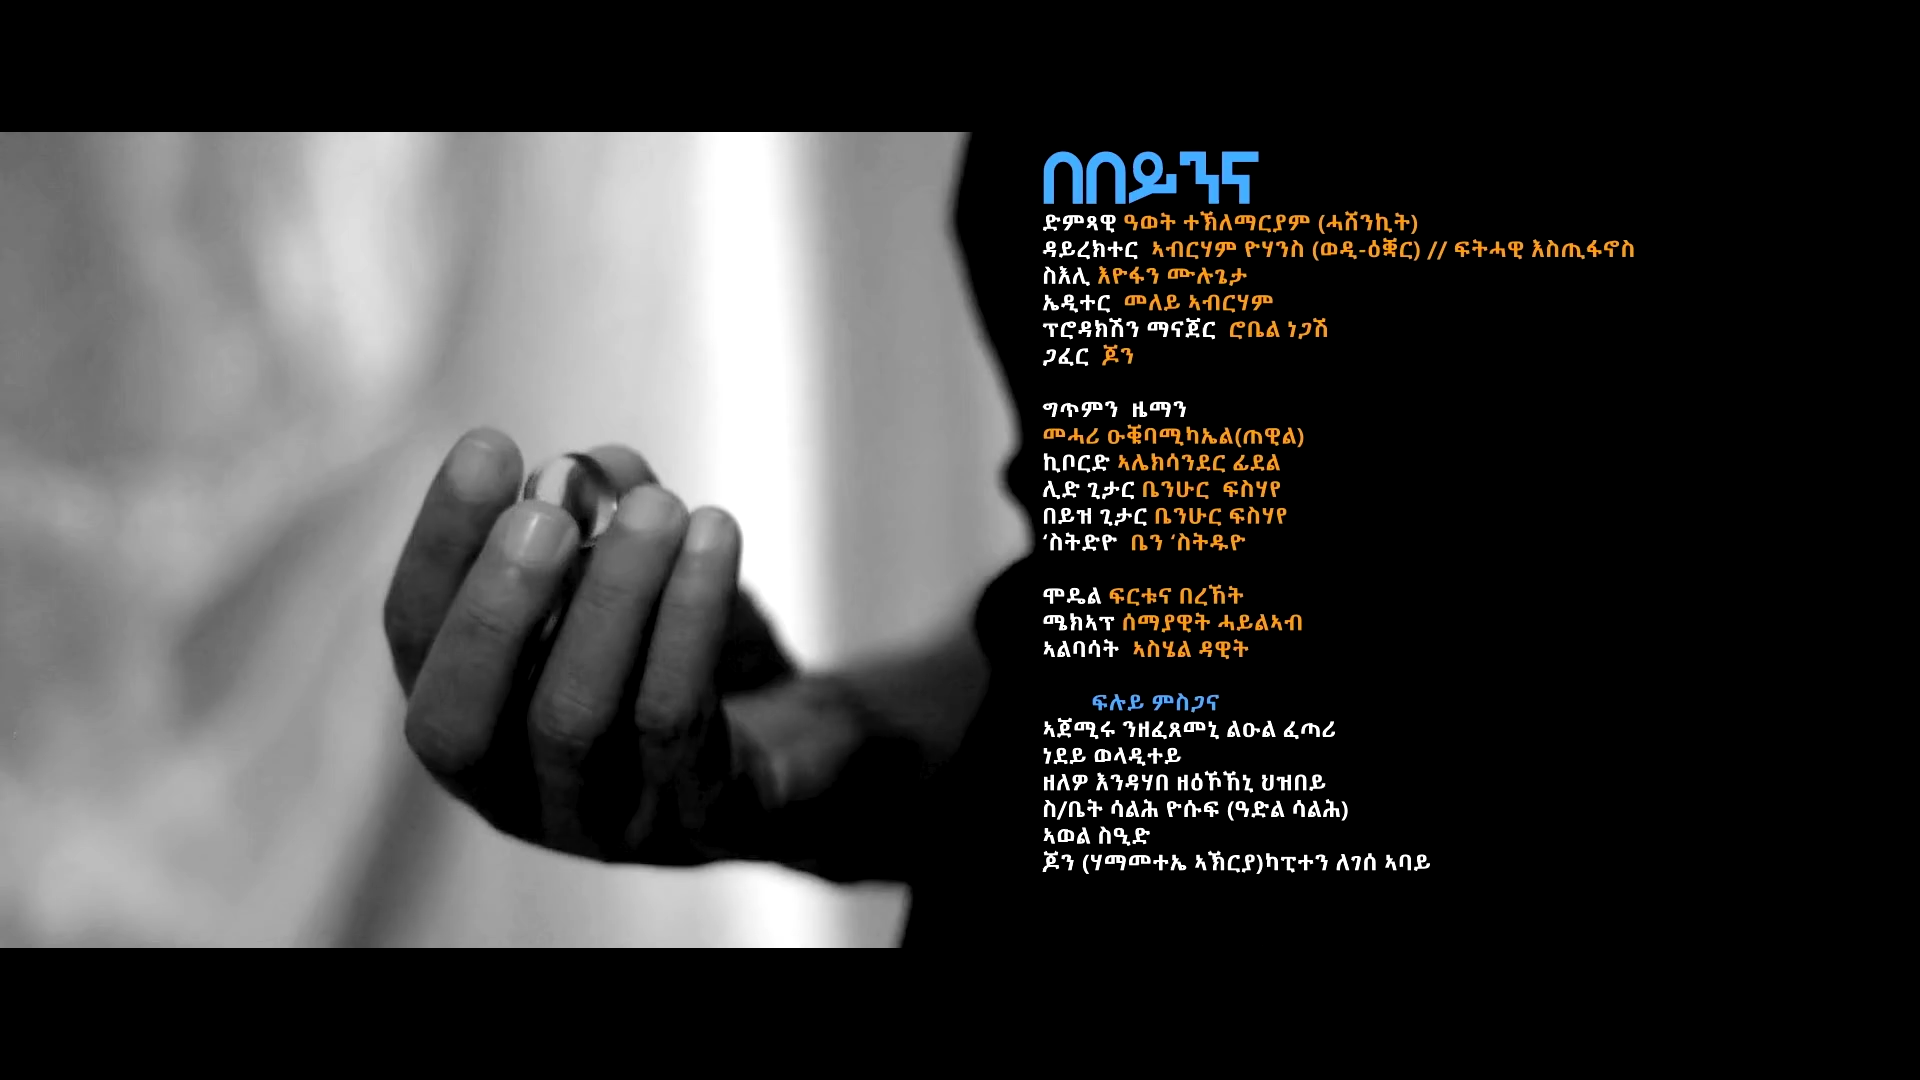 በበይንና
ድምጻዊ ዓወት ተኽለማርያም (ሓሸንኪት)
ዳይረክተር ኣብርሃም ዮሃንስ (ወዲ-ዕቛር) // ፍትሓዊ እስጢፋኖስ
ስእሊ እዮፋን ሙሉጌታ
ኤዲተር መለይ ኣብርሃም
ፕሮዳክሽን ማናጀር ሮቤል ነጋሽ
ጋፈር ጆን
ግጥምን ዜማን
መሓሪ ዑቁባሚካኤል(ጠዊል)
ኪቦርድ ኣሌክሳንደር ፊደል
ሊድ ጊታር ቤንሁር ፍስሃየ
በይዝ ጊታር ቤንሁር ፍስሃየ
‘ስትድዮ ቤን ‘ስትዱዮ
ሞዴል ፍርቱና በረኸት
ሜክኣፕ ሰማያዊት ሓይልኣብ
ኣልባሳት ኣስሄል ዳዊት
ፍሉይ ምስጋና
ኣጀሚሩ ንዘፈጸመኒ ልዑል ፈጣሪ
ነደይ ወላዲተይ
ዘለዎ እንዳሃበ ዘዕኾኸኒ ህዝበይ
ስ/ቤት ሳልሕ ዮሱፍ (ዓድል ሳልሕ)
ኣወል ስዒድ
ጆን (ሃማመተኤ ኣኽርያ)ካፒተን ለገሰ ኣባይ